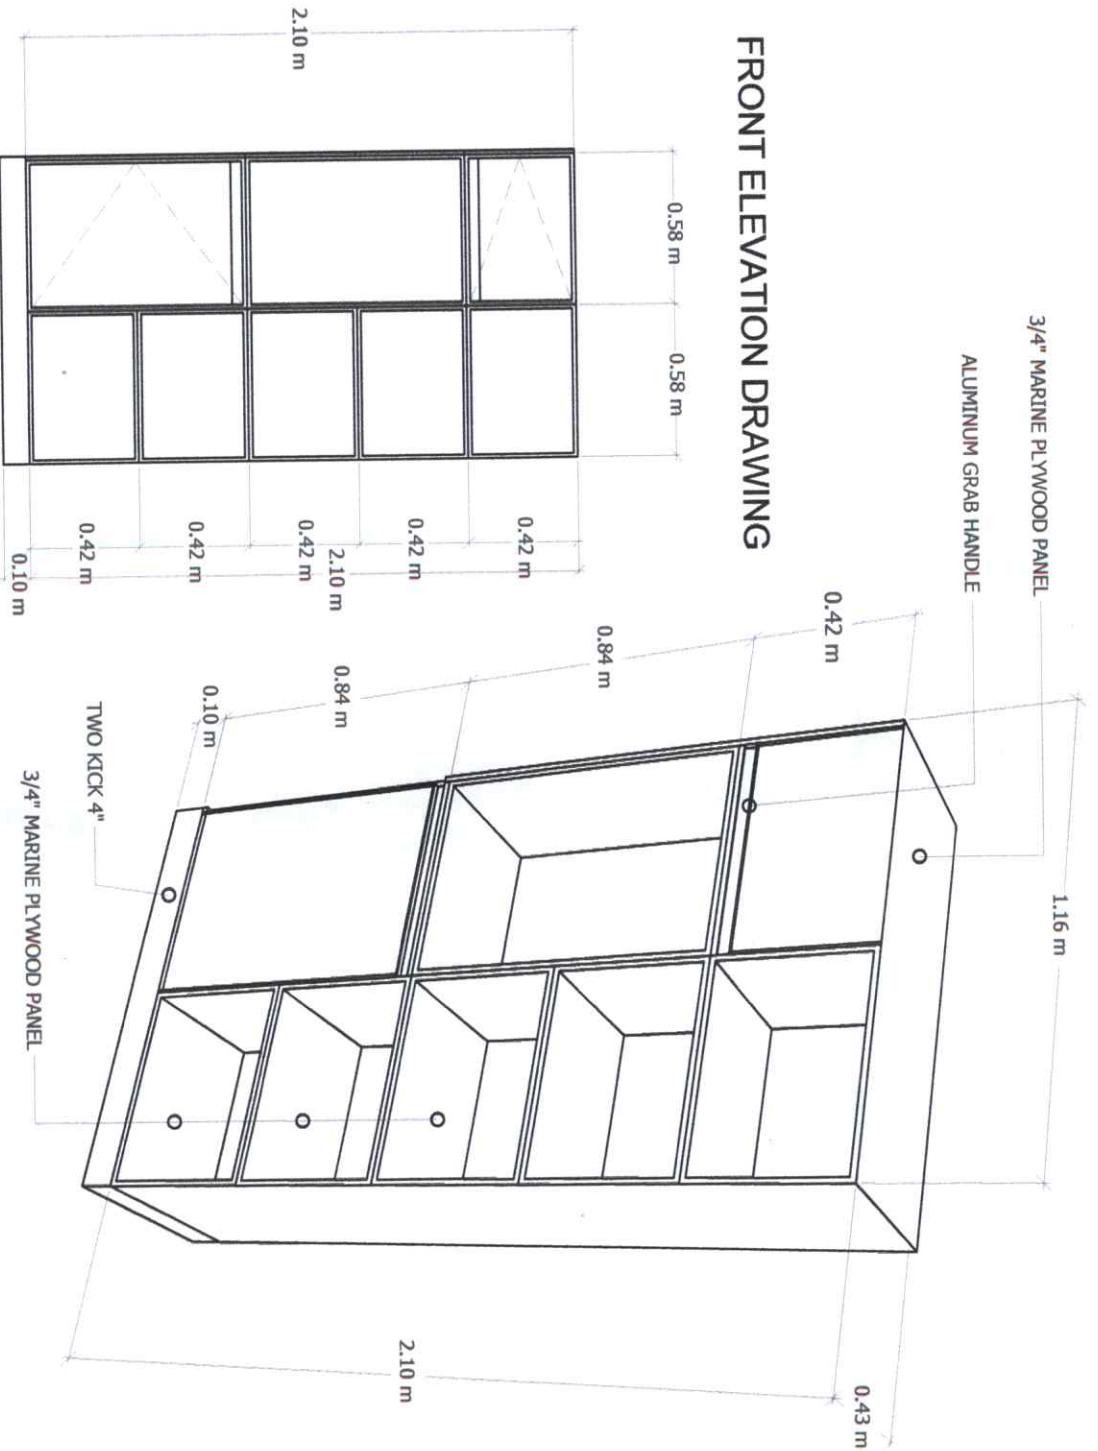 3/4" MARINE PLYWOOD PANEL
ALUMINUM GRAB HANDLE
FRONT ELEVATION DRAWING
0.58 m
0.58 m
2.10 m
0.42 m
0.42 m
0.42 m
0.42 m
0.42 m
2.10 m
0.10 m
1.16 m
0.42 m
0.84 m
0.84 m
0.10 m
0.43 m
2.10 m
TWO KICK 4"
3/4" MARINE PLYWOOD PANEL